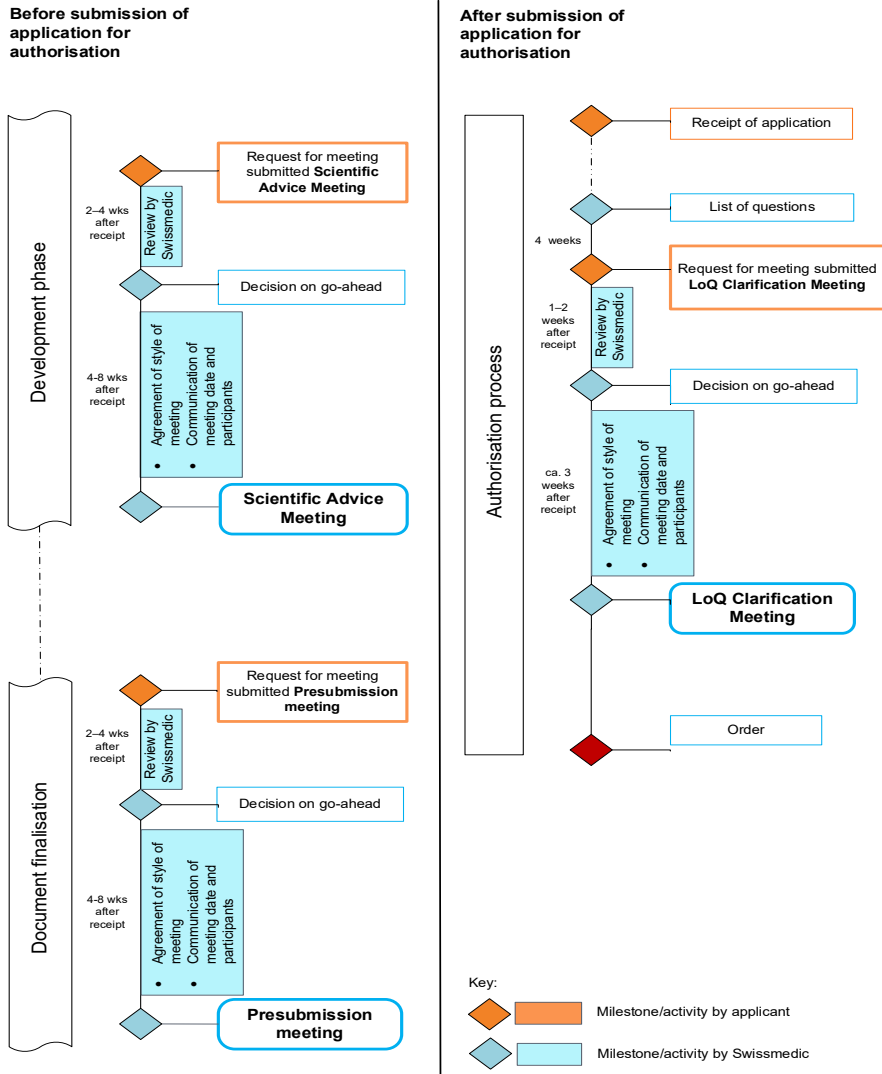 Before submission of
application for
authorisation
Development phase
Request for meeting
submitted Scientific
Advice Meeting
2–4 wks
after
receipt
Review by
Swissmedic
Decision on go-ahead
4-8 wks
after
receipt
• Agreement of style of
meeting
• Communication of
meeting date and
participants
Scientific Advice
Meeting
Document finalisation
Request for meeting
submitted Presubmission
meeting
2–4 wks
after
receipt
Review by
Swissmedic
Decision on go-ahead
4-8 wks
after
receipt
• Agreement of style of
meeting
• Communication of
meeting date and
participants
Presubmission
meeting
After submission of
application for
authorisation
Authorisation process
Receipt of application
List of questions
4 weeks
Request for meeting submitted
LoQ Clarification Meeting
1–2
weeks
after
receipt
Review by
Swissmedic
Decision on go-ahead
ca. 3
weeks
after
receipt
• Agreement of style of
meeting
• Communication of
meeting date and
participants
LoQ Clarification
Meeting
Order
Key:
Milestone/activity by applicant
Milestone/activity by Swissmedic